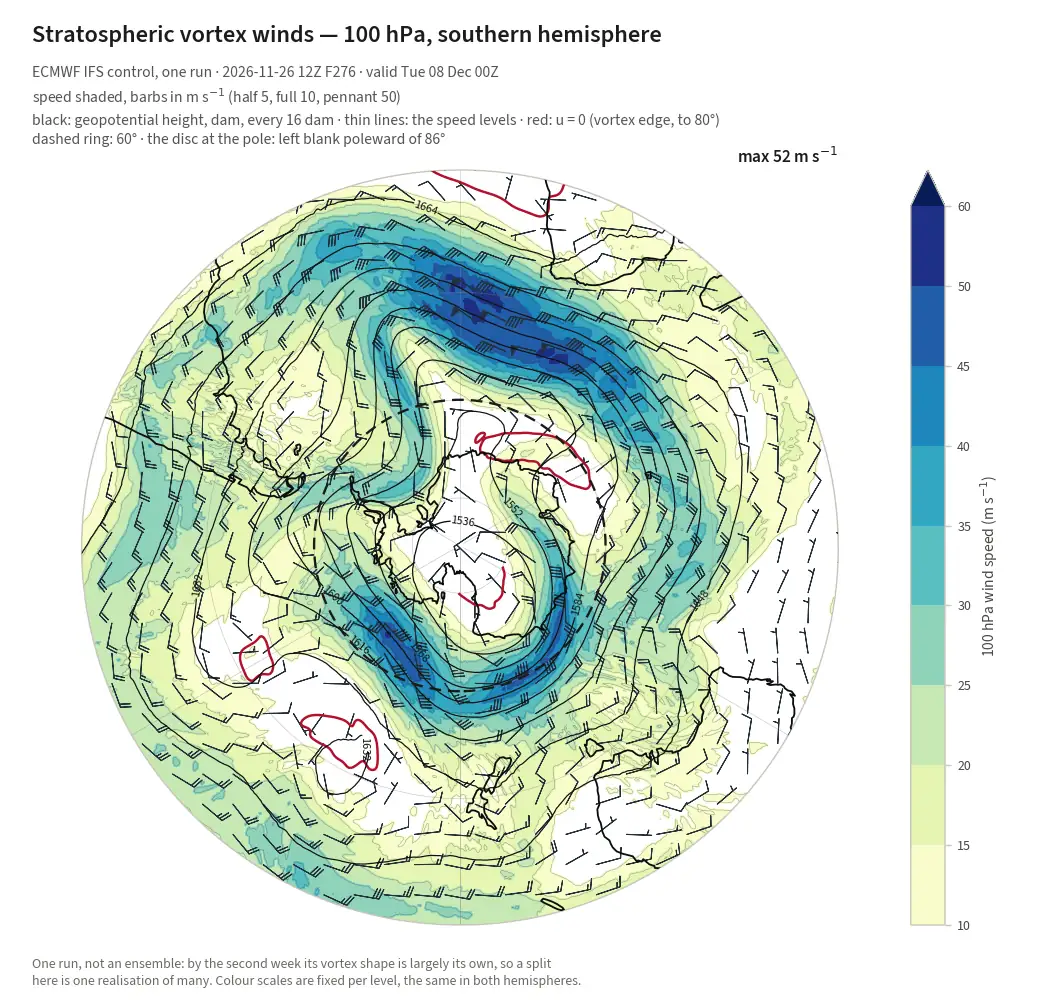 Stratospheric vortex winds — 100 hPa, southern hemisphere
ECMWF IFS control, one run · 2026-11-26 12Z F276 · valid Tue 08 Dec 00Z
speed shaded, barbs in m s⁻¹ (half 5, full 10, pennant 50)
black: geopotential height, dam, every 16 dam · thin lines: the speed levels · red: u = 0 (vortex edge, to 80°)
dashed ring: 60° · the disc at the pole: left blank poleward of 86°
max 52 m s⁻¹
1664
60
50
45
40
35
30
25
20
15
10
100 hPa wind speed (m s⁻¹)
1552
1536
1584
1616
One run, not an ensemble: by the second week its vortex shape is largely its own, so a split
here is one realisation of many. Colour scales are fixed per level, the same in both hemispheres.